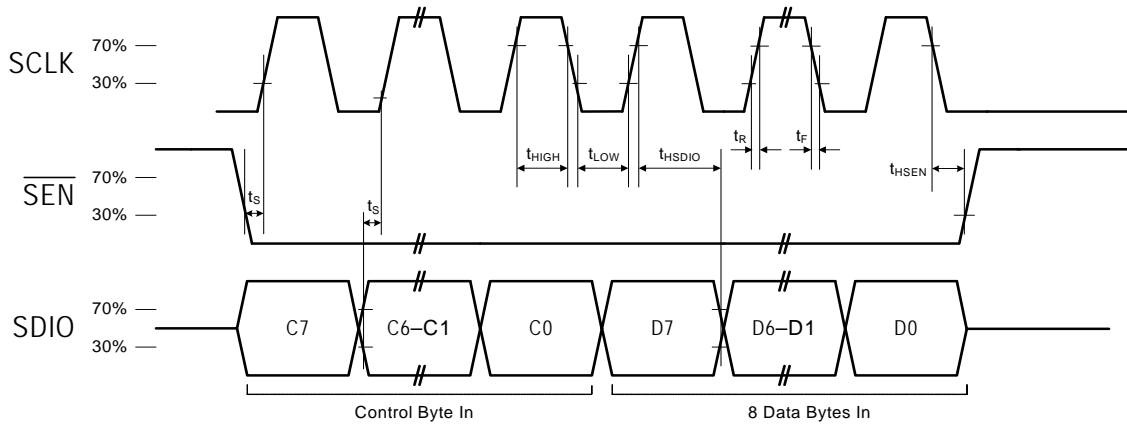 SCLK
70%
30%
tR
tF
tHIGH
tLOW
tHSDIO
tHSEN
SEN
70%
30%
tS
tS
SDIO
70%
30%
C7
C6–C1
C0
D7
D6–D1
D0
Control Byte In
8 Data Bytes In